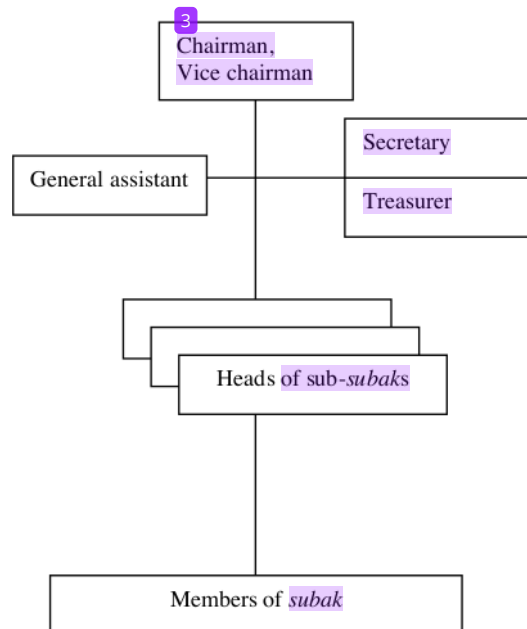 3
Chairman,
Vice chairman
Secretary
General assistant
Treasurer
Heads of sub-subaks
Members of subak